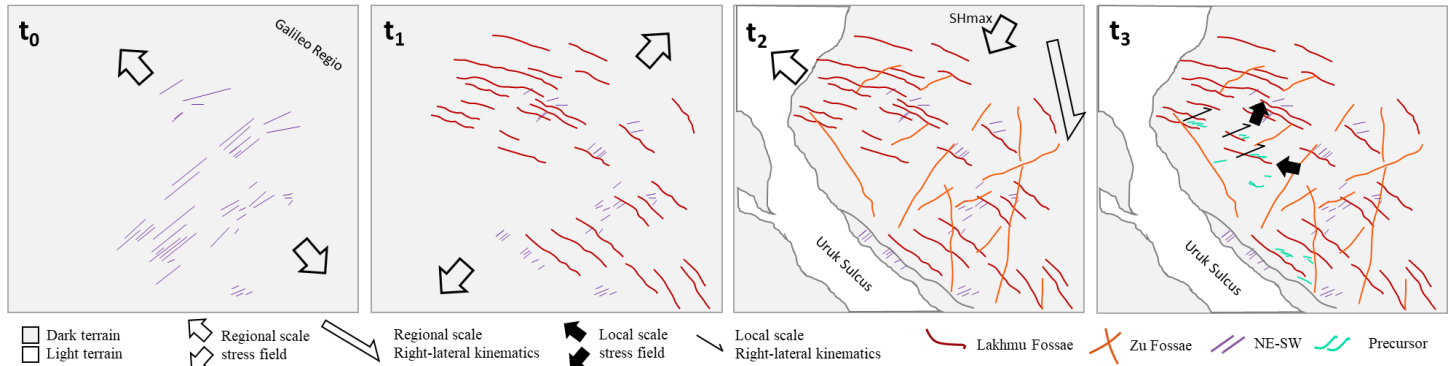 t0
Galileo Regio
t1
t2
SHmax
Uruk Sulcus
t3
Uruk Sulcus
Dark terrain
Light terrain
Regional scale
stress field
Regional scale
Right-lateral kinematics
Local scale
stress field
Local scale
Right-lateral kinematics
Lakhmu Fossae
Zu Fossae
NE-SW
Precursor